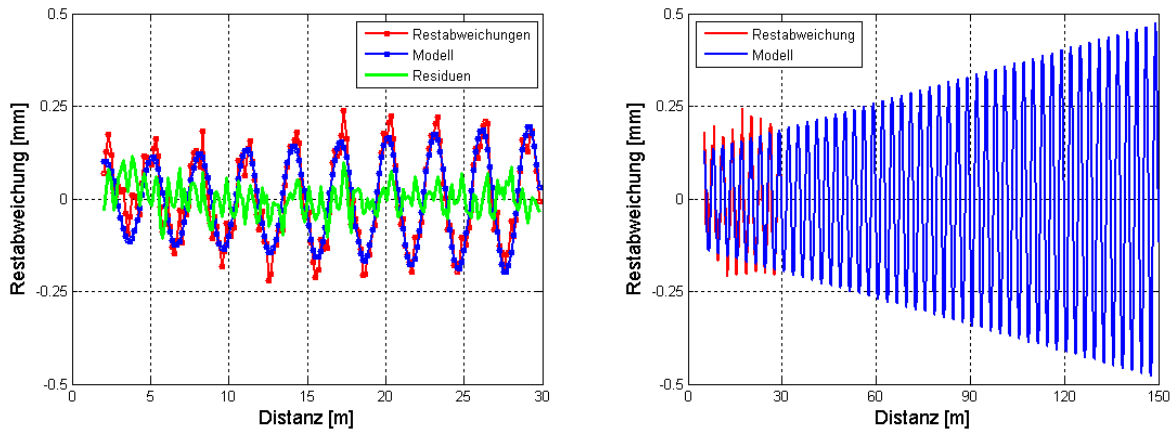 0.5
0.25
0
-0.25
-0.5
Restabweichung [mm]
Restabweichungen
Modell
Residuen
0 5 10 15 20 25 30
Distanz [m]
0.5
0.25
0
-0.25
-0.5
Restabweichung [mm]
Restabweichung
Modell
0 30 60 90 120 150
Distanz [m]